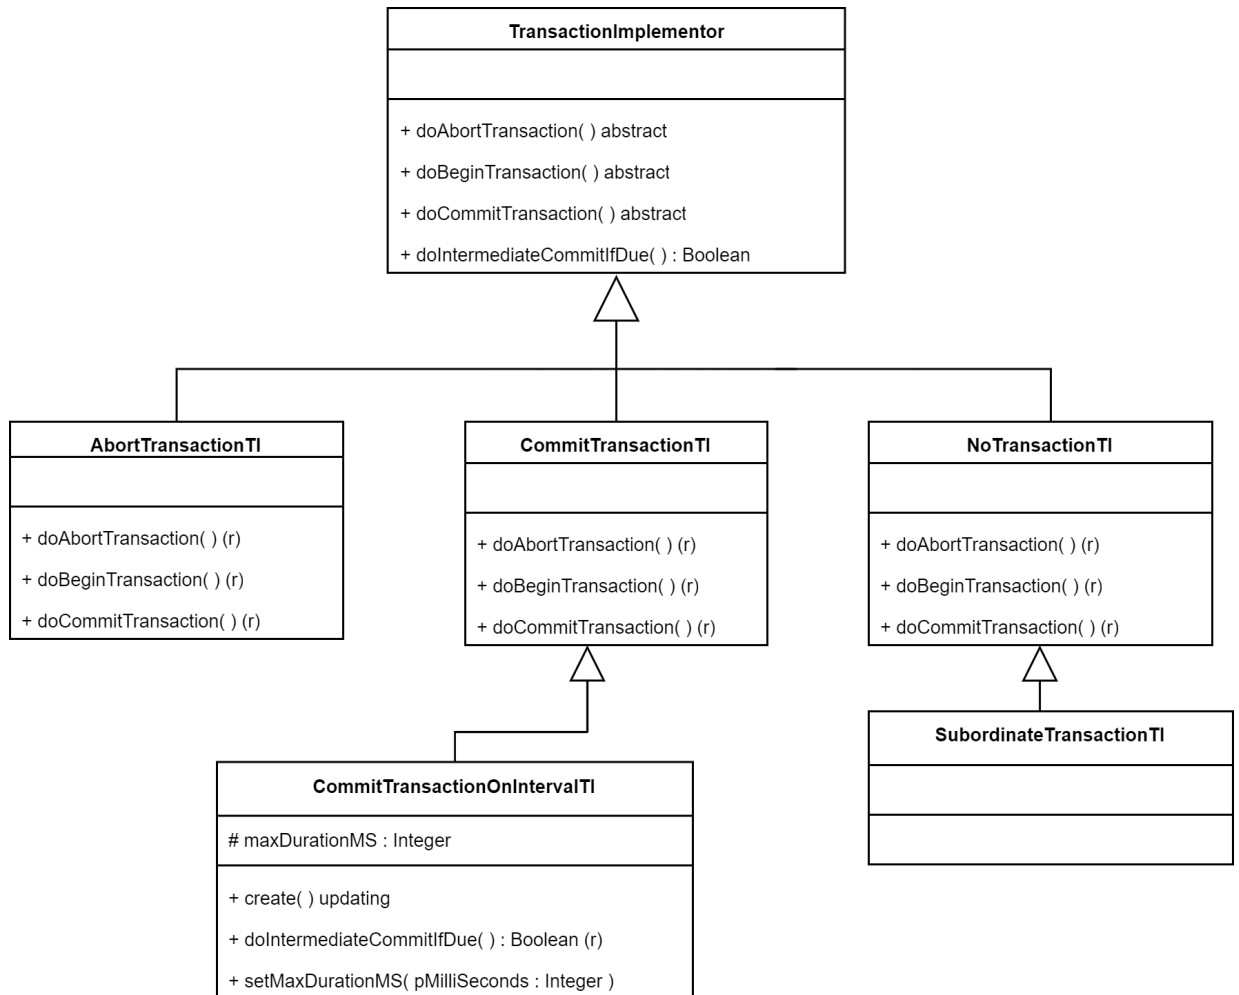 TransactionImplementor
+ doAbortTransaction( ) abstract
+ doBeginTransaction( ) abstract
+ doCommitTransaction( ) abstract
+ doIntermediateCommitIfDue( ) : Boolean
AbortTransactionTI
+ doAbortTransaction( ) (r)
+ doBeginTransaction( ) (r)
+ doCommitTransaction( ) (r)
CommitTransactionTI
+ doAbortTransaction( ) (r)
+ doBeginTransaction( ) (r)
+ doCommitTransaction( ) (r)
NoTransactionTI
+ doAbortTransaction( ) (r)
+ doBeginTransaction( ) (r)
+ doCommitTransaction( ) (r)
CommitTransactionOnIntervalTI
# maxDurationMS : Integer
+ create( ) updating
+ doIntermediateCommitIfDue( ) : Boolean (r)
+ setMaxDurationMS( pMilliSeconds : Integer )
SubordinateTransactionTI